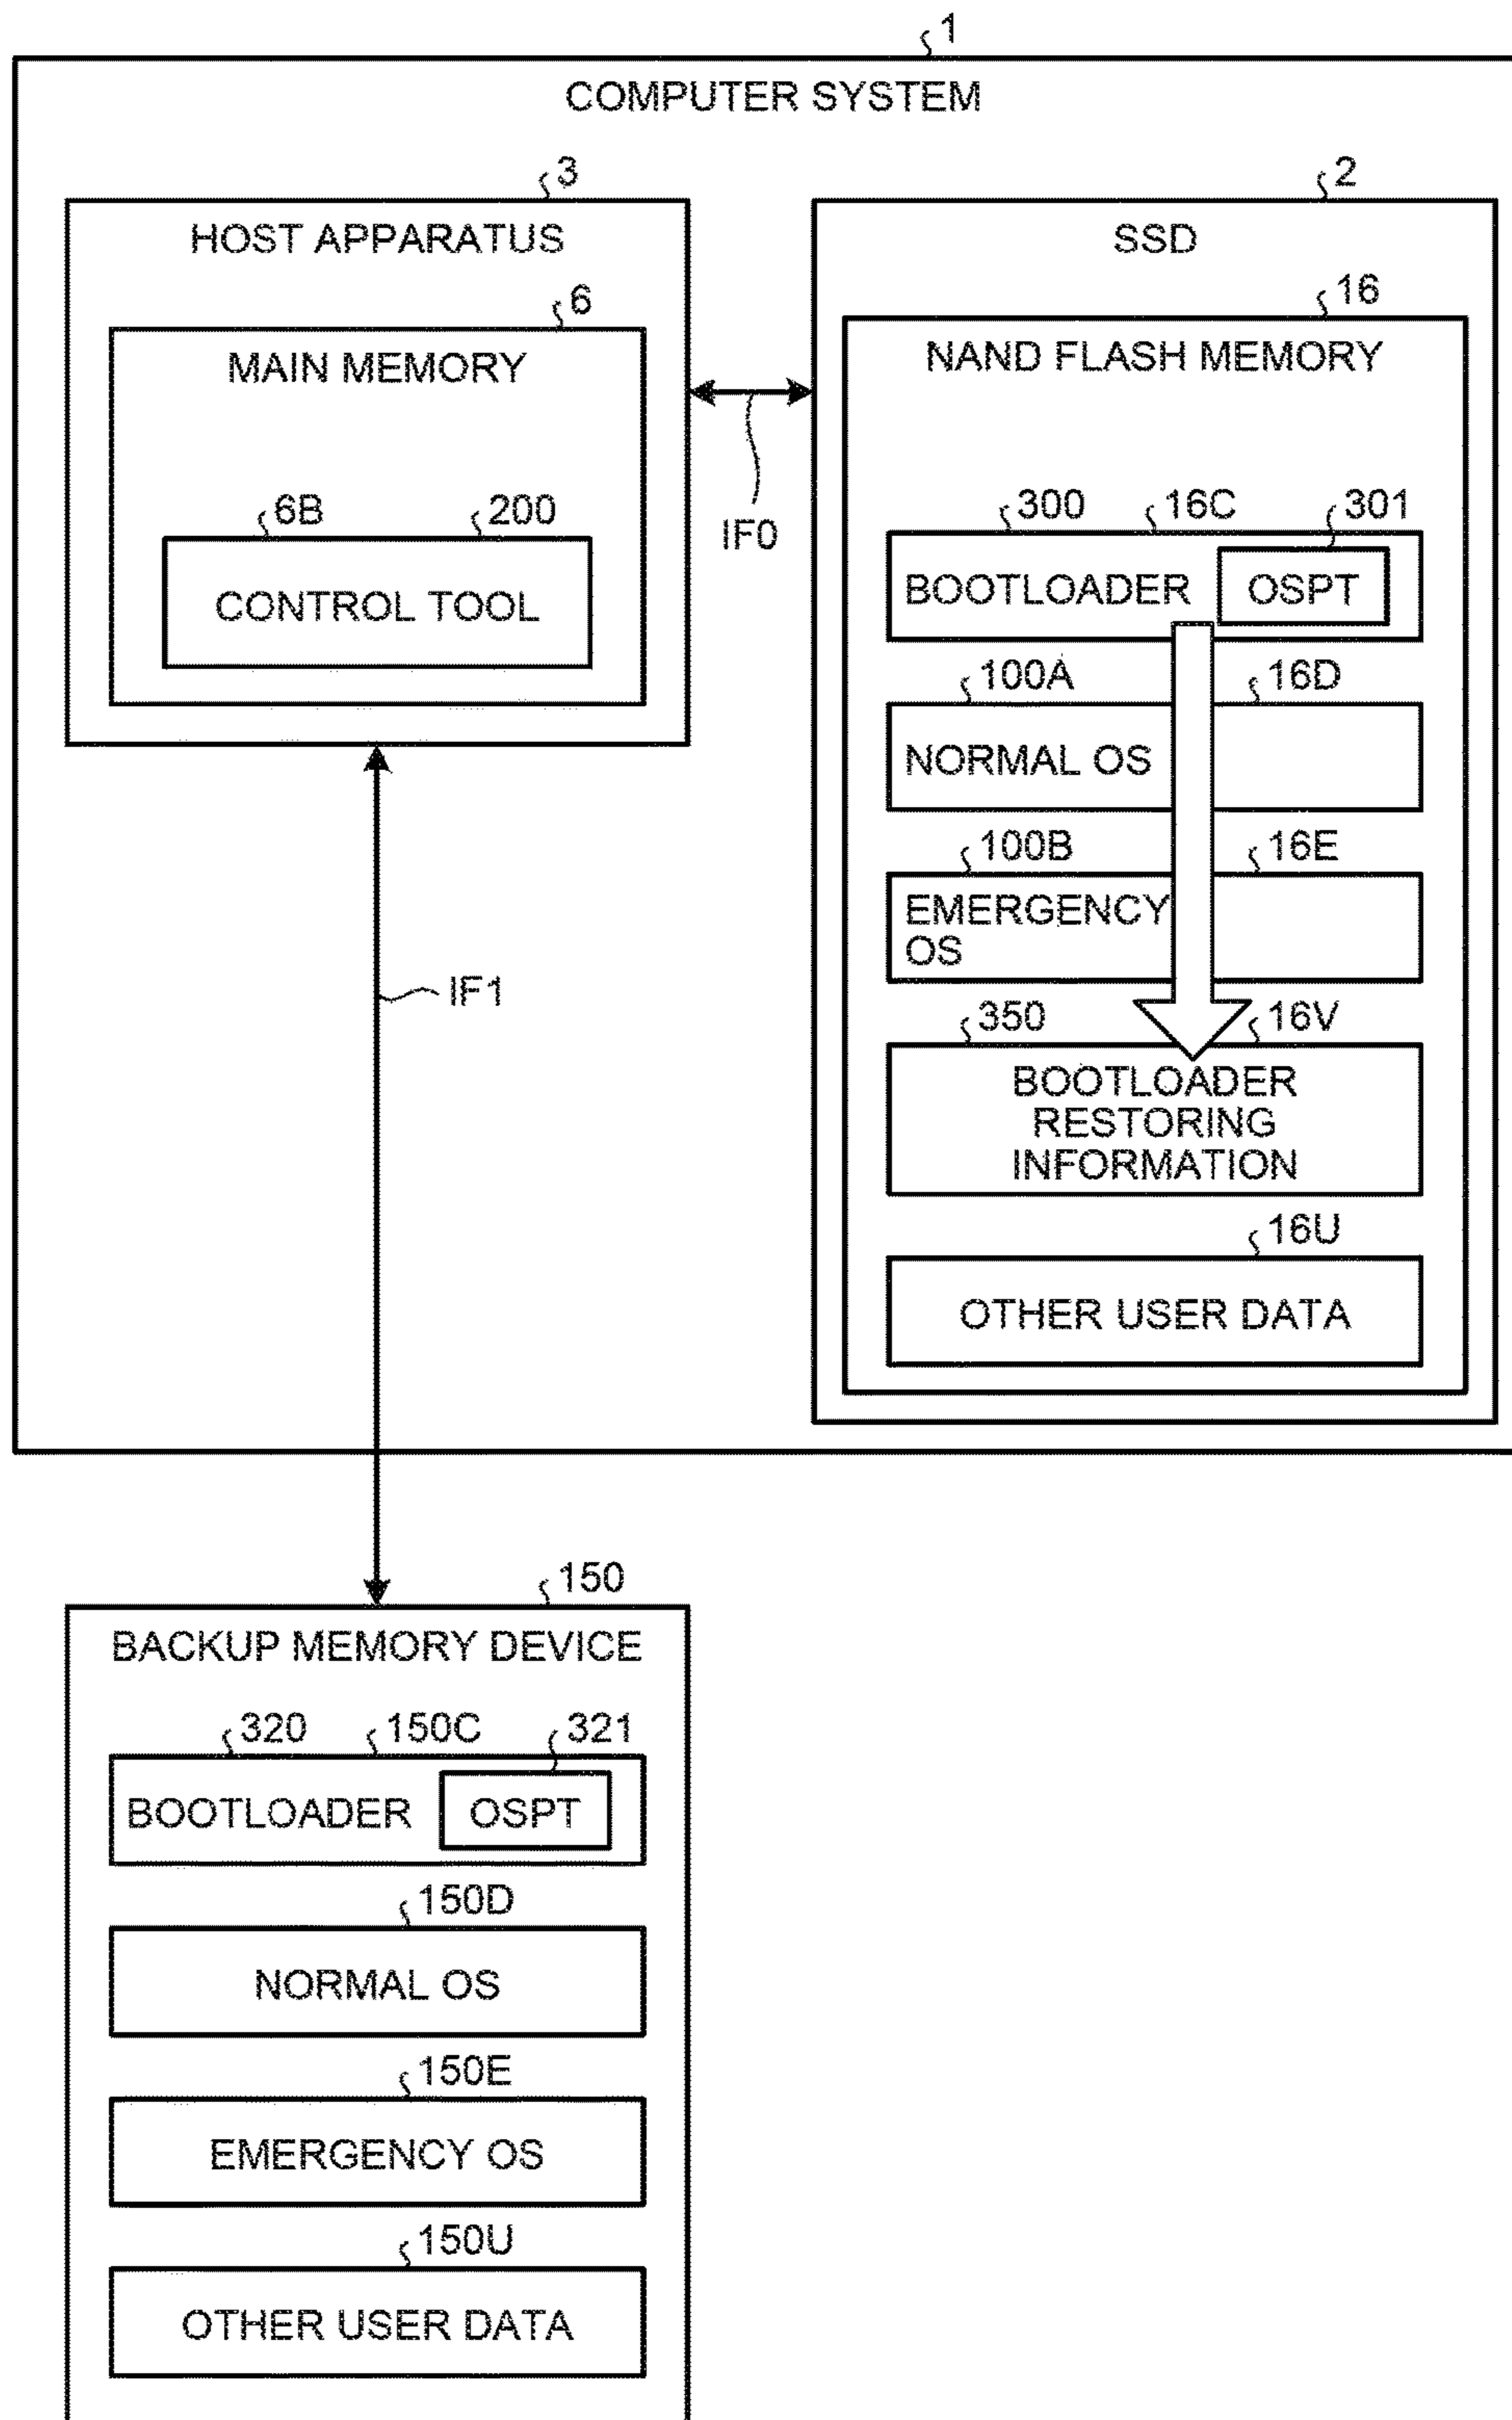 1
COMPUTER SYSTEM
3
HOST APPARATUS
6
MAIN MEMORY
6B 200
CONTROL TOOL
IF0
2
SSD
16
NAND FLASH MEMORY
300 16C 301
BOOTLOADER OSPT
100A 16D
NORMAL OS
100B 16E
EMERGENCY
OS
350 16V
BOOTLOADER
RESTORING
INFORMATION
16U
OTHER USER DATA
IF1
150
BACKUP MEMORY DEVICE
320 150C 321
BOOTLOADER OSPT
150D
NORMAL OS
150E
EMERGENCY OS
150U
OTHER USER DATA